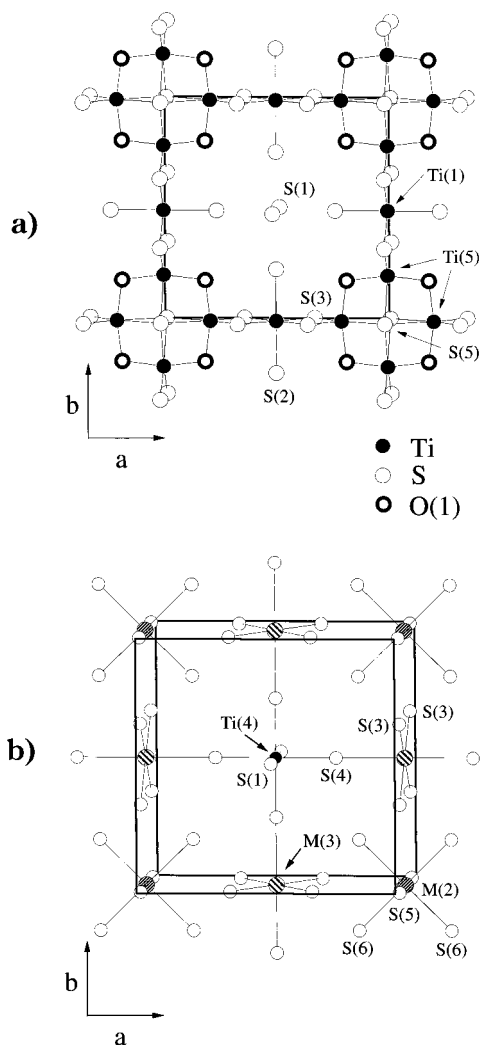 a)
S(1)
Ti(1)
Ti(5)
S(3)
S(5)
S(2)
b
a
Ti
S
O(1)
b)
Ti(4)
S(3)
S(3)
S(1)
S(4)
M(3)
M(2)
S(5)
S(6)
S(6)
b
a